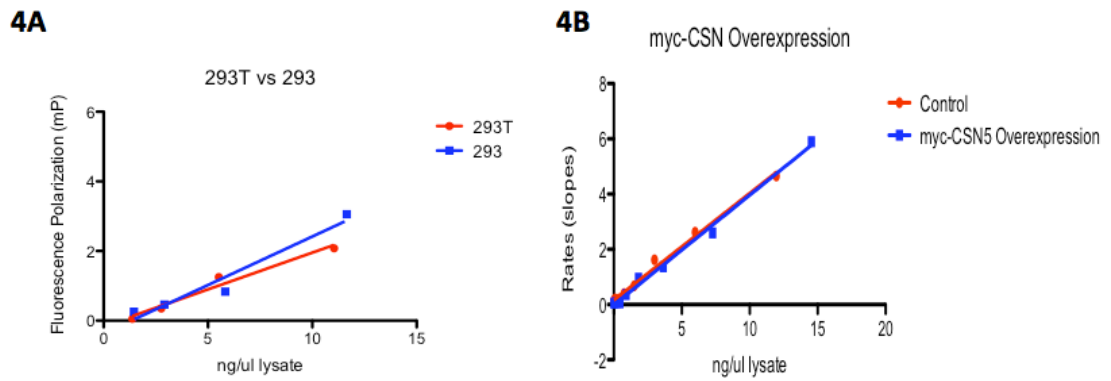 4A
293T vs 293
Fluorescence Polarization (mP)
6
4
2
0
0 5 10 15
ng/ul lysate
293T
293
4B
myc-CSN Overexpression
Rates (slopes)
8
6
4
2
0
-2
5 10 15 20
ng/ul lysate
Control
myc-CSN5 Overexpression